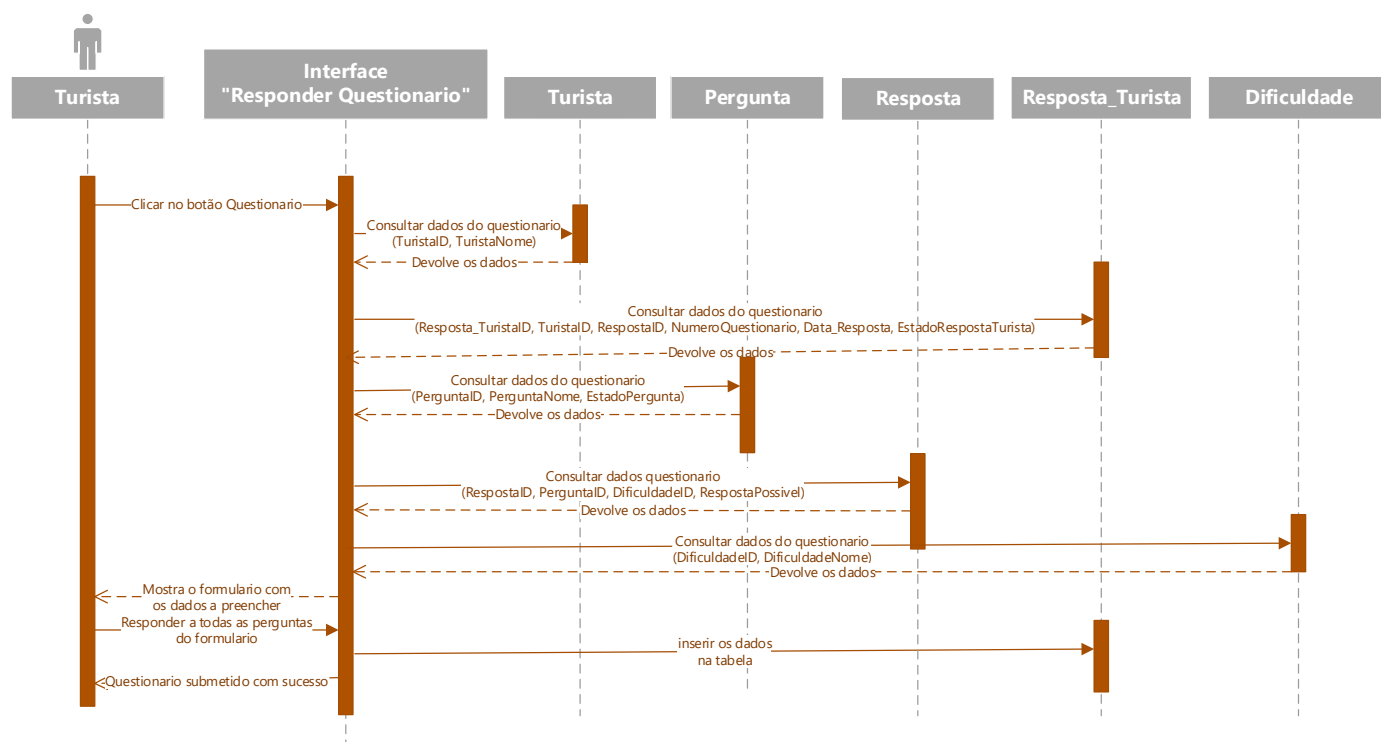 Turista
Interface
"Responder Questionario"
Turista
Pergunta
Resposta
Resposta_Turista
Dificuldade
Clicar no botão Questionario
Consultar dados do questionario
(TuristaID, TuristaNome)
Devolve os dados
Consultar dados do questionario
(Resposta_TuristaID, TuristaID, RespostaID, NumeroQuestionario, Data_Resposta, EstadoRespostaTurista)
Devolve os dados
Consultar dados do questionario
(PerguntaID, PerguntaNome, EstadoPergunta)
Devolve os dados
Consultar dados questionario
(RespostaID, PerguntaID, DificuldadeID, RespostaPossivel)
Devolve os dados
Consultar dados do questionario
(DificuldadeID, DificuldadeNome)
Devolve os dados
Mostra o formulario com
os dados a preencher
Responder a todas as perguntas
do formulario
inserir os dados
na tabela
Questionario submetido com sucesso